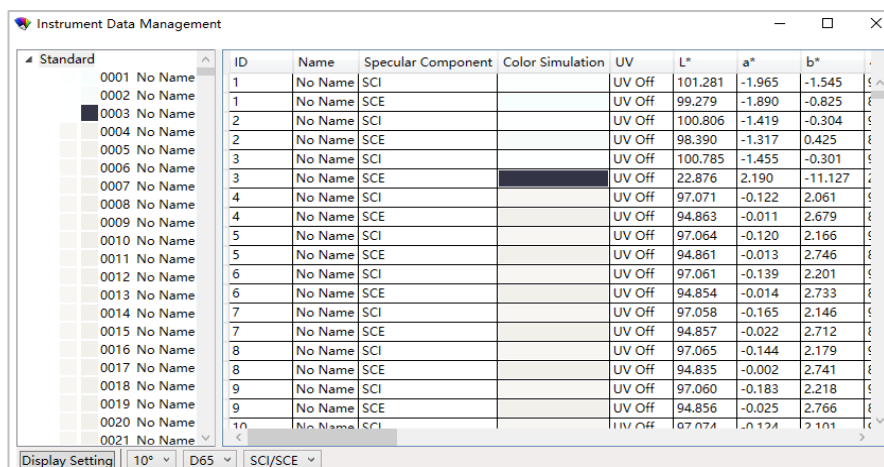 Instrument Data Management
Standard
0001 No Name
0002 No Name
0003 No Name
0004 No Name
0005 No Name
0006 No Name
0007 No Name
0008 No Name
0009 No Name
0010 No Name
0011 No Name
0012 No Name
0013 No Name
0014 No Name
0015 No Name
0016 No Name
0017 No Name
0018 No Name
0019 No Name
0020 No Name
0021 No Name
ID Name Specular Component Color Simulation UV L* a* b*
1 No Name SCI UV Off 101.281 -1.965 -1.545
1 No Name SCE UV Off 99.279 -1.890 -0.825
2 No Name SCI UV Off 100.806 -1.419 -0.304
2 No Name SCE UV Off 98.390 -1.317 0.425
3 No Name SCI UV Off 100.785 -1.455 -0.301
3 No Name SCE UV Off 22.876 2.190 -11.127
4 No Name SCI UV Off 97.071 -0.122 2.061
4 No Name SCE UV Off 94.863 -0.011 2.679
5 No Name SCI UV Off 97.064 -0.120 2.166
5 No Name SCE UV Off 94.861 -0.013 2.746
6 No Name SCI UV Off 97.061 -0.139 2.201
6 No Name SCE UV Off 94.854 -0.014 2.733
7 No Name SCI UV Off 97.058 -0.165 2.146
7 No Name SCE UV Off 94.857 -0.022 2.712
8 No Name SCI UV Off 97.065 -0.144 2.179
8 No Name SCE UV Off 94.835 -0.002 2.741
9 No Name SCI UV Off 97.060 -0.183 2.218
9 No Name SCE UV Off 94.856 -0.025 2.766
10 No Name SCI UV Off 97.074 -0.124 2.101
Display Setting 10° D65 SCI/SCE